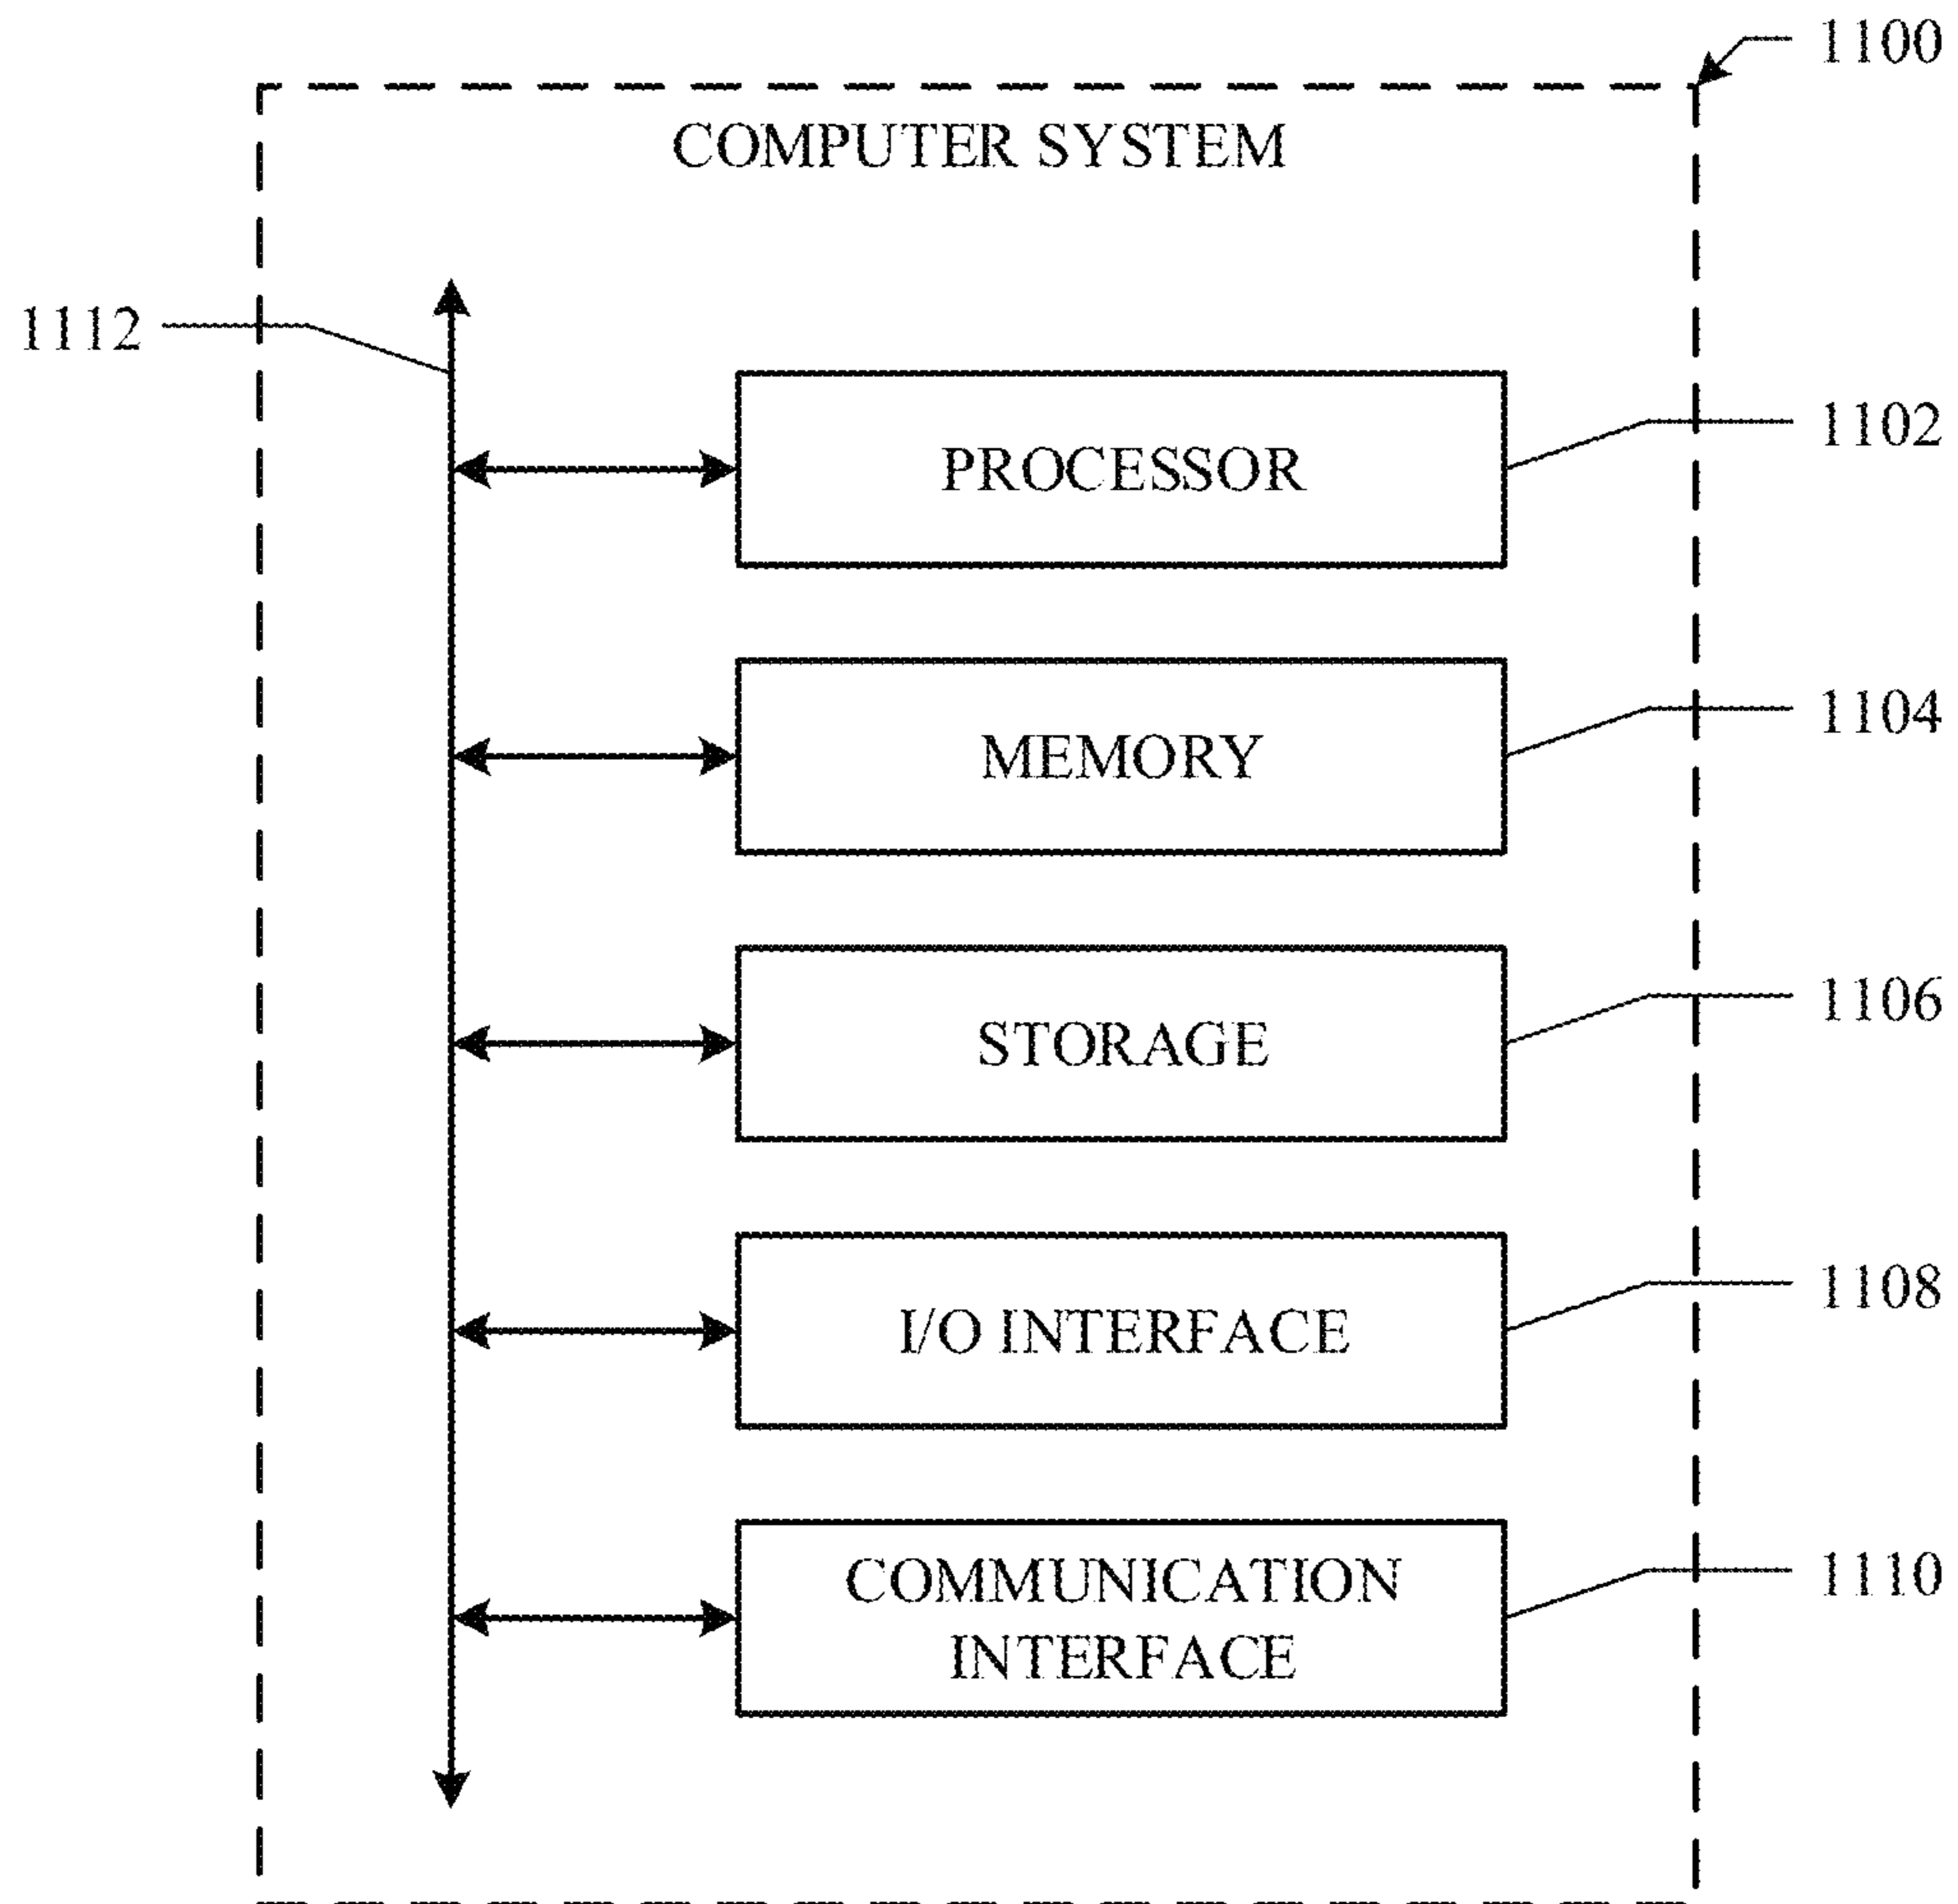 1100
COMPUTER SYSTEM
1112
1102
PROCESSOR
1104
MEMORY
1106
STORAGE
1108
I/O INTERFACE
1110
COMMUNICATION
INTERFACE